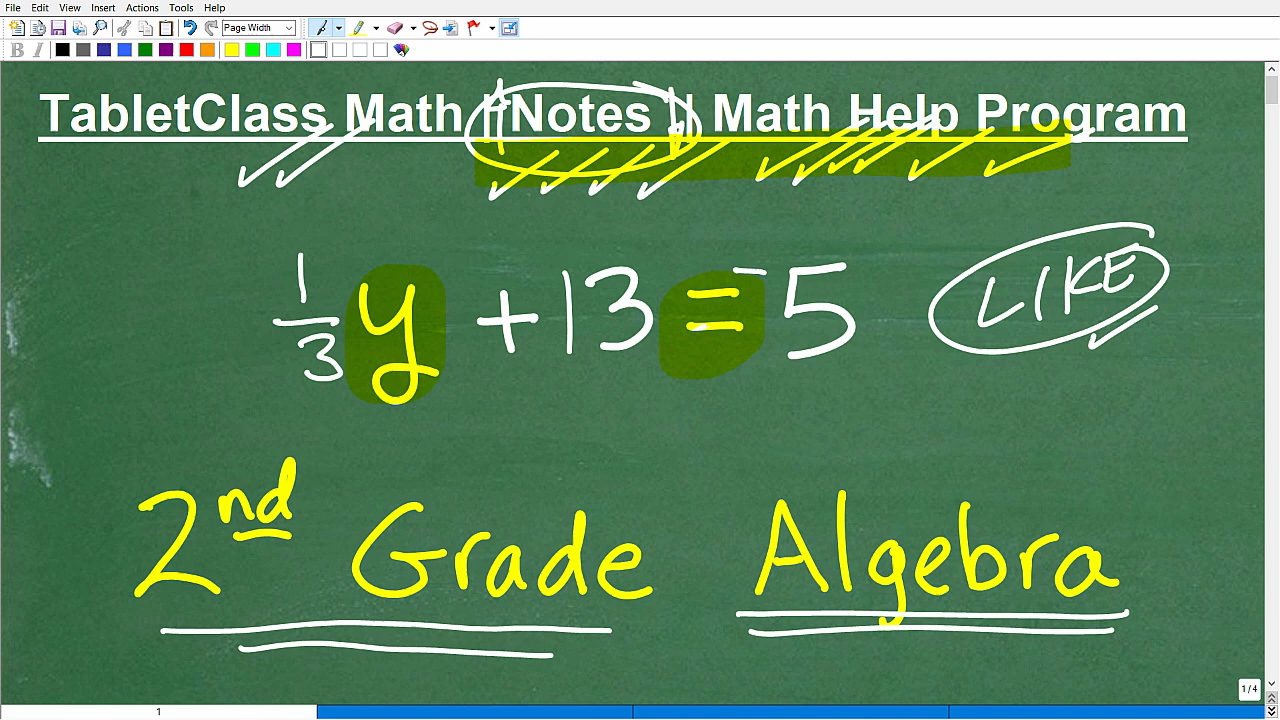 File Edit View Insert Actions Tools Help
Page Width
B I
TabletClass Math || Notes || Math Help Program
1/3 y + 13 = -5
LIKE
2nd Grade Algebra
1/4
1